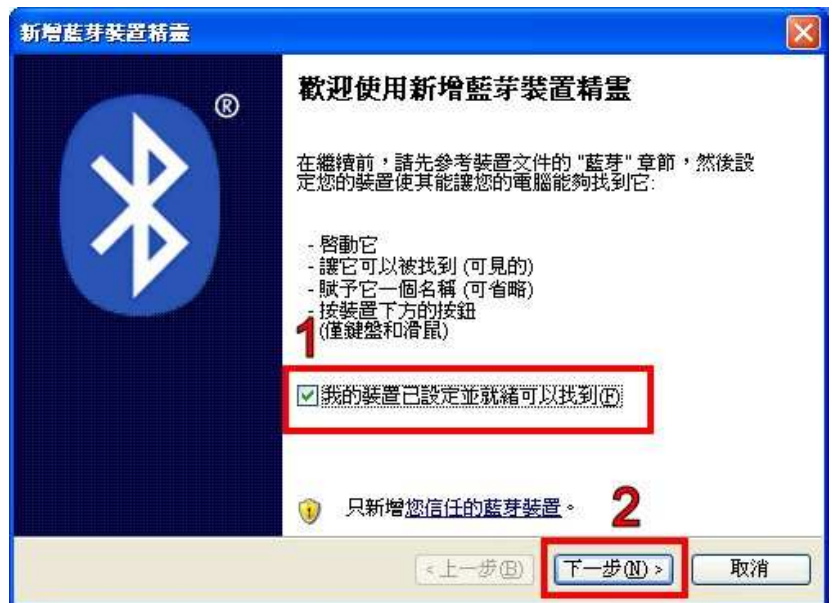 新增藍芽裝置精靈
®
歡迎使用新增藍芽裝置精靈
在繼續前，請先參考裝置文件的 "藍芽" 章節，然後設
定您的裝置使其能讓您的電腦能夠找到它:
- 啓動它
- 讓它可以被找到 (可見的)
- 賦予它一個名稱 (可省略)
- 按裝置下方的按鈕
(僅鍵盤和滑鼠)
1
我的裝置已設定並就緒可以找到(F)
只新增您信任的藍芽裝置。
2
<上一步(B)
下一步(N) >
取消